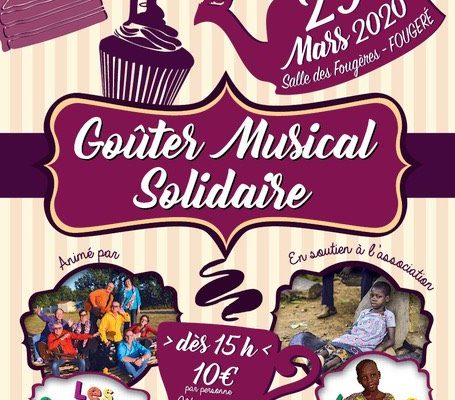 Mars 2020
Salle des Fougères - FOUGERÉ
Goûter Musical
Solidaire
Animé par
En soutien à l'association
> dès 15 h <
10€
par personne
Les